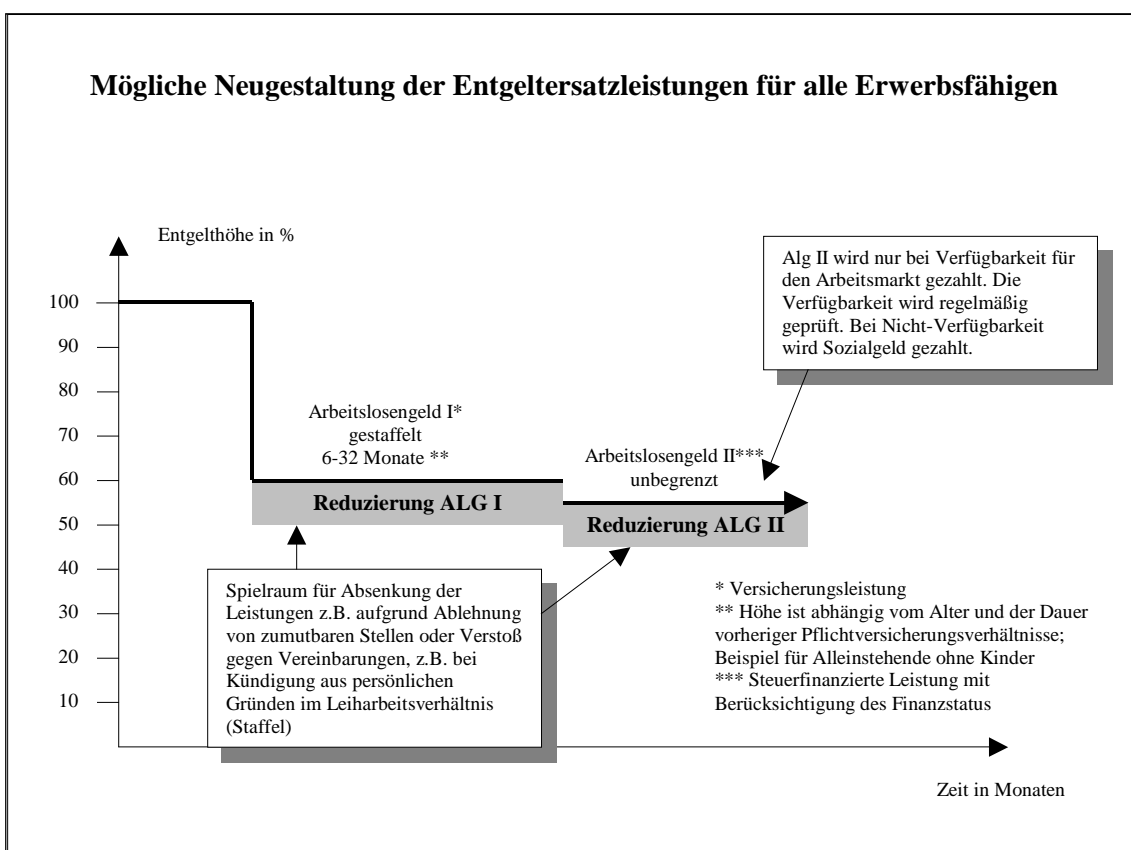 Mögliche Neugestaltung der Entgeltersatzleistungen für alle Erwerbsfähigen
Entgelthöhe in %
Alg II wird nur bei Verfügbarkeit für
den Arbeitsmarkt gezahlt. Die
Verfügbarkeit wird regelmäßig
geprüft. Bei Nicht-Verfügbarkeit
wird Sozialgeld gezahlt.
100
90
80
70
60
50
40
30
20
10
Arbeitslosengeld I*
gestaffelt
6-32 Monate **
Arbeitslosengeld II***
unbegrenzt
Reduzierung ALG I
Reduzierung ALG II
Spielraum für Absenkung der
Leistungen z.B. aufgrund Ablehnung
von zumutbaren Stellen oder Verstoß
gegen Vereinbarungen, z.B. bei
Kündigung aus persönlichen
Gründen im Leiharbeitsverhältnis
(Staffel)
* Versicherungsleistung
** Höhe ist abhängig vom Alter und der Dauer
vorheriger Pflichtversicherungsverhältnisse;
Beispiel für Alleinstehende ohne Kinder
*** Steuerfinanzierte Leistung mit
Berücksichtigung des Finanzstatus
Zeit in Monaten